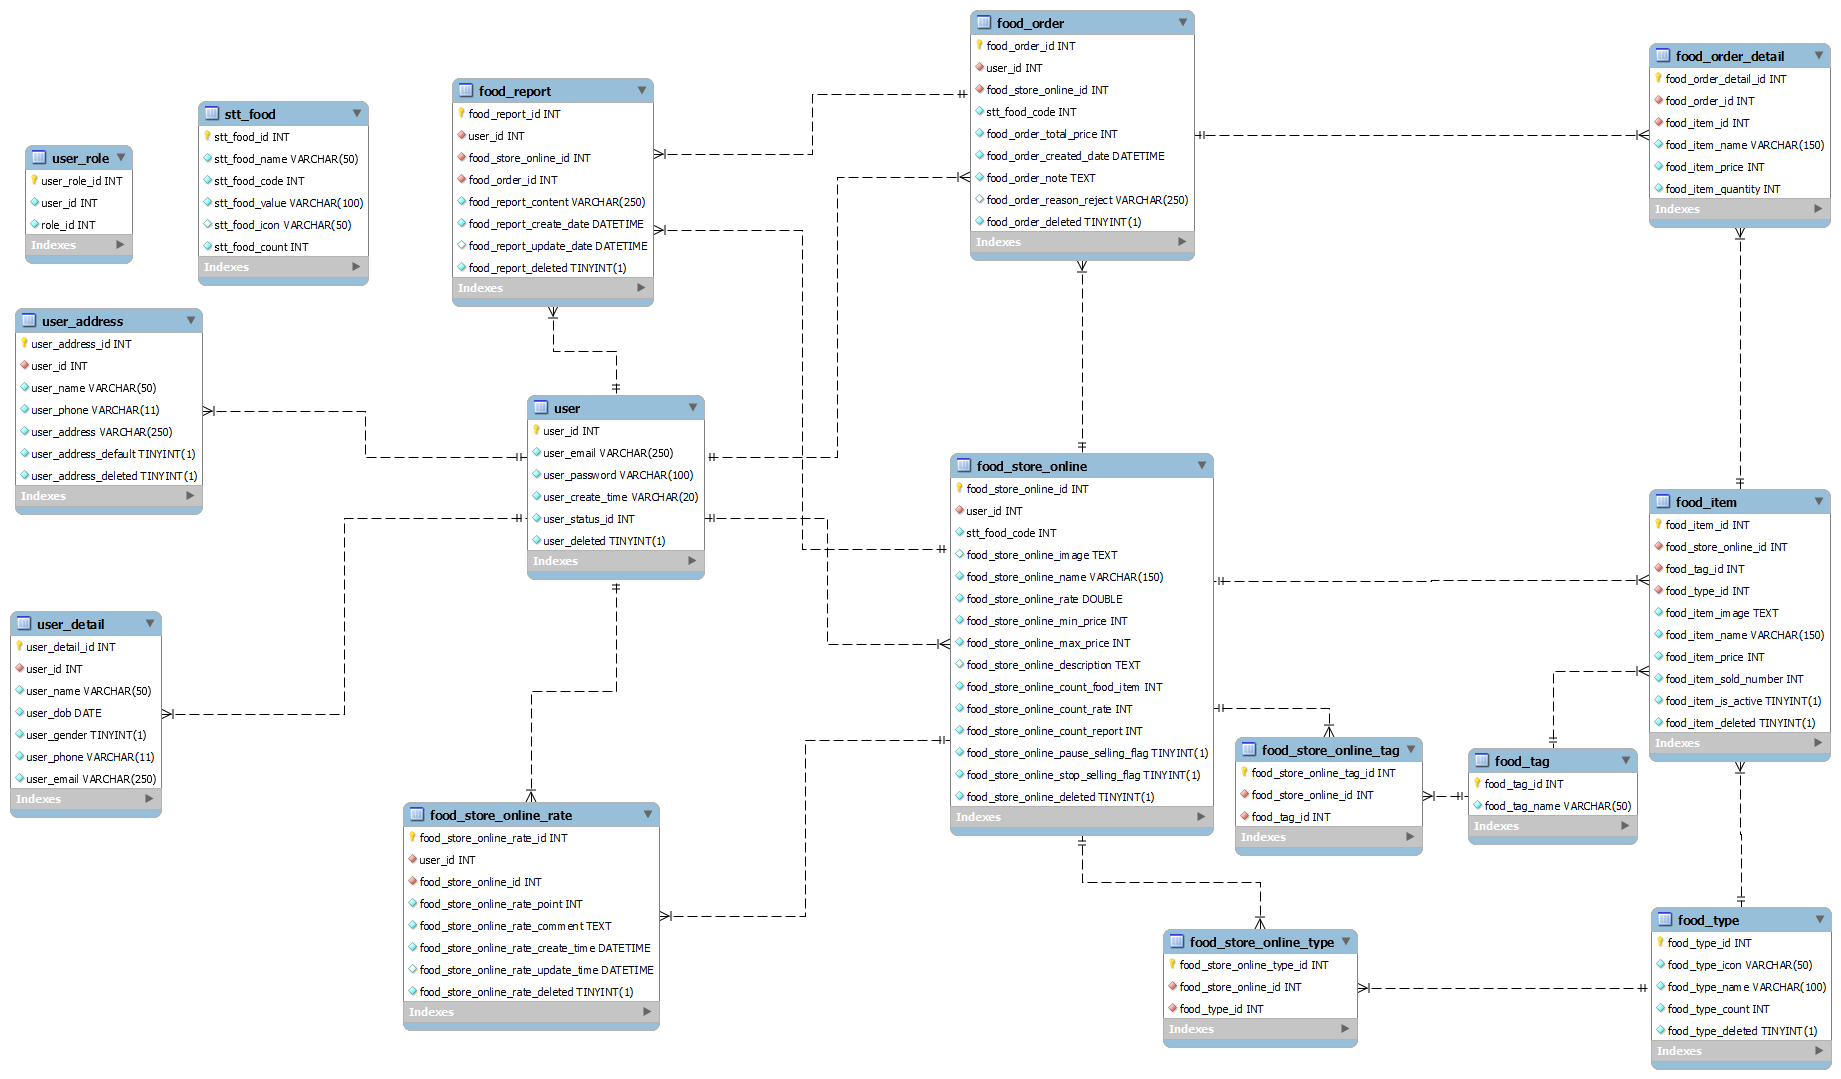 user_role
user_role_id INT
user_id INT
role_id INT
Indexes
stt_food
stt_food_id INT
stt_food_name VARCHAR(50)
stt_food_code INT
stt_food_value VARCHAR(100)
stt_food_icon VARCHAR(50)
stt_food_count INT
Indexes
food_report
food_report_id INT
user_id INT
food_store_online_id INT
food_order_id INT
food_report_content VARCHAR(250)
food_report_create_date DATETIME
food_report_update_date DATETIME
food_report_deleted TINYINT(1)
Indexes
food_order
food_order_id INT
user_id INT
food_store_online_id INT
stt_food_code INT
food_order_total_price INT
food_order_created_date DATETIME
food_order_note TEXT
food_order_reason_reject VARCHAR(250)
food_order_deleted TINYINT(1)
Indexes
food_order_detail
food_order_detail_id INT
food_order_id INT
food_item_id INT
food_item_name VARCHAR(150)
food_item_price INT
food_item_quantity INT
Indexes
user_address
user_address_id INT
user_id INT
user_name VARCHAR(50)
user_phone VARCHAR(11)
user_address VARCHAR(250)
user_address_default TINYINT(1)
user_address_deleted TINYINT(1)
Indexes
user
user_id INT
user_email VARCHAR(250)
user_password VARCHAR(100)
user_create_time VARCHAR(20)
user_status_id INT
user_deleted TINYINT(1)
Indexes
food_store_online
food_store_online_id INT
user_id INT
stt_food_code INT
food_store_online_image TEXT
food_store_online_name VARCHAR(150)
food_store_online_rate DOUBLE
food_store_online_min_price INT
food_store_online_max_price INT
food_store_online_description TEXT
food_store_online_count_food_item INT
food_store_online_count_rate INT
food_store_online_count_report INT
food_store_online_pause_selling_flag TINYINT(1)
food_store_online_stop_selling_flag TINYINT(1)
food_store_online_deleted TINYINT(1)
Indexes
food_item
food_item_id INT
food_store_online_id INT
food_tag_id INT
food_type_id INT
food_item_image TEXT
food_item_name VARCHAR(150)
food_item_price INT
food_item_sold_number INT
food_item_is_active TINYINT(1)
food_item_deleted TINYINT(1)
Indexes
user_detail
user_detail_id INT
user_id INT
user_name VARCHAR(50)
user_dob DATE
user_gender TINYINT(1)
user_phone VARCHAR(11)
user_email VARCHAR(250)
Indexes
food_store_online_rate
food_store_online_rate_id INT
user_id INT
food_store_online_id INT
food_store_online_rate_point INT
food_store_online_rate_comment TEXT
food_store_online_rate_create_time DATETIME
food_store_online_rate_update_time DATETIME
food_store_online_rate_deleted TINYINT(1)
Indexes
food_store_online_tag
food_store_online_tag_id INT
food_store_online_id INT
food_tag_id INT
Indexes
food_tag
food_tag_id INT
food_tag_name VARCHAR(50)
Indexes
food_store_online_type
food_store_online_type_id INT
food_store_online_id INT
food_type_id INT
Indexes
food_type
food_type_id INT
food_type_icon VARCHAR(50)
food_type_name VARCHAR(100)
food_type_count INT
food_type_deleted TINYINT(1)
Indexes